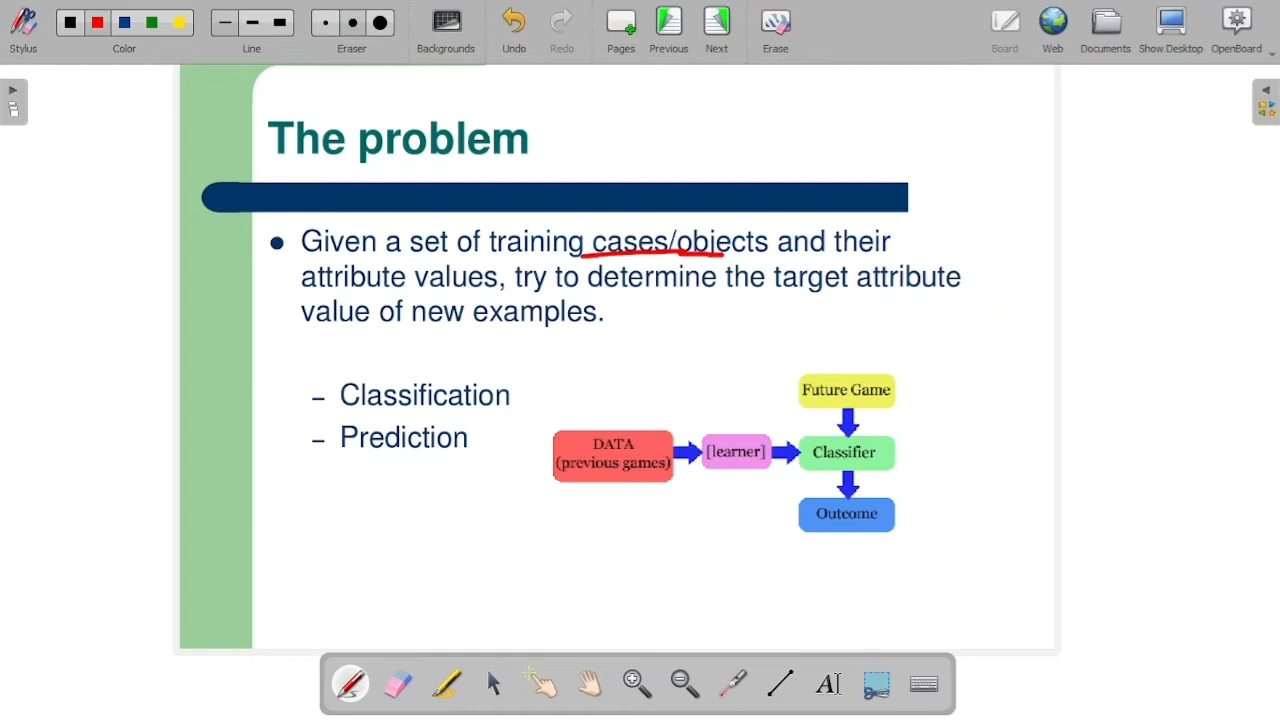 Stylus
Color
Line
Eraser
Backgrounds
Undo
Redo
Pages
Previous
Next
Erase
Board
Web
Documents
Show Desktop
OpenBoard
The problem
Given a set of training cases/objects and their
attribute values, try to determine the target attribute
value of new examples.
– Classification
– Prediction
DATA
(previous games)
[learner]
Future Game
Classifier
Outcome